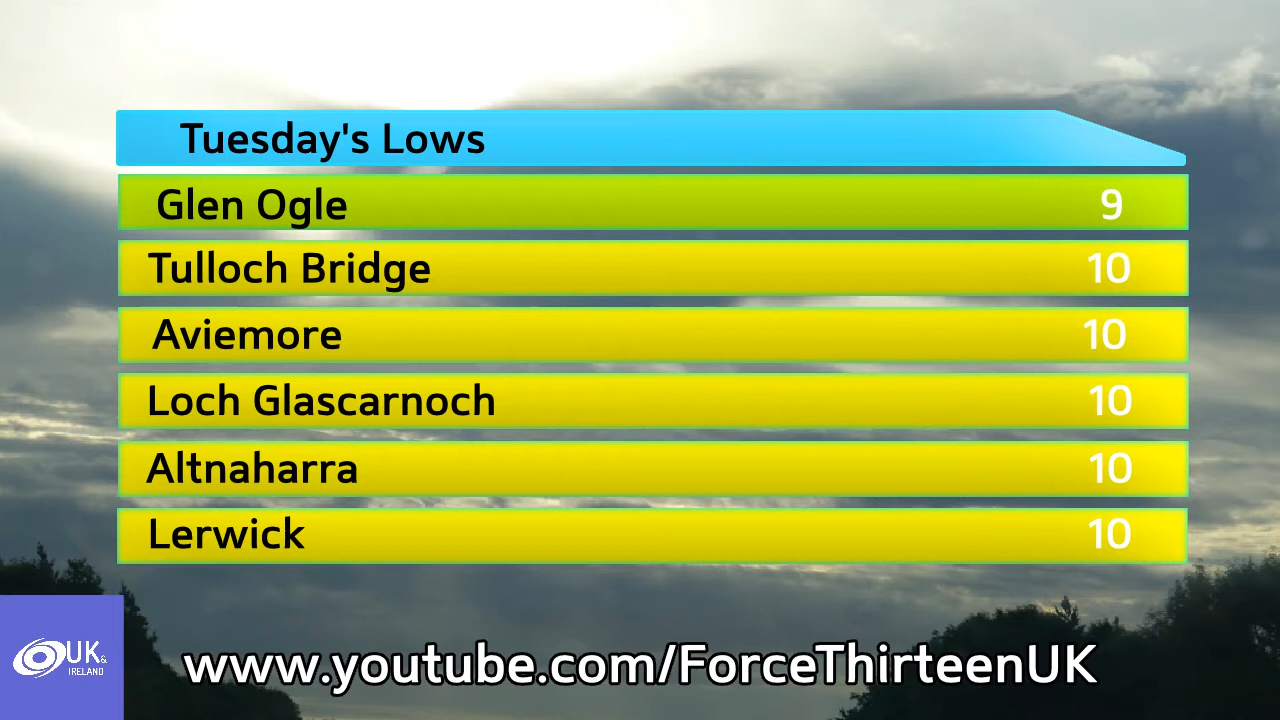 Tuesday's Lows
Glen Ogle 9
Tulloch Bridge 10
Aviemore 10
Loch Glascarnoch 10
Altnaharra 10
Lerwick 10
UK&
IRELAND
www.youtube.com/ForceThirteenUK